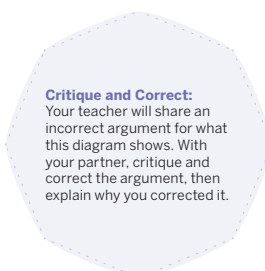 Critique and Correct:
Your teacher will share an
incorrect argument for what
this diagram shows. With
your partner, critique and
correct the argument, then
explain why you corrected it.